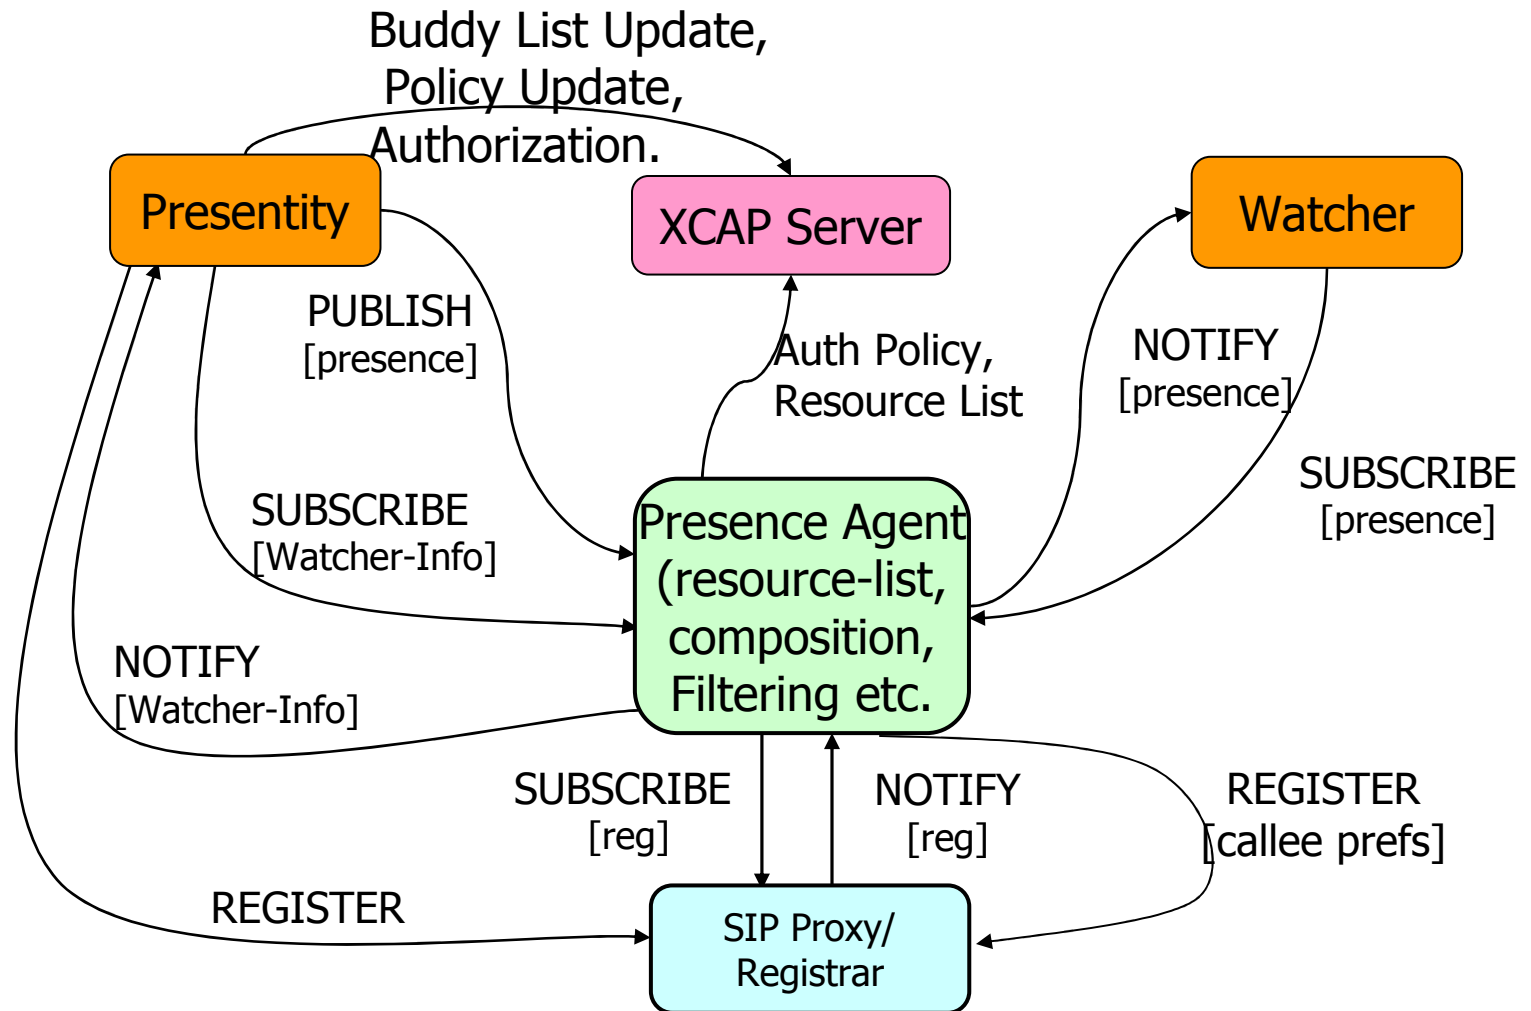 Buddy List Update,
Policy Update,
Authorization.
Presentity
XCAP Server
Watcher
PUBLISH
[presence]
Auth Policy,
Resource List
NOTIFY
[presence]
SUBSCRIBE
[presence]
SUBSCRIBE
[Watcher-Info]
Presence Agent
(resource-list,
composition,
Filtering etc.
NOTIFY
[Watcher-Info]
SUBSCRIBE
[reg]
NOTIFY
[reg]
REGISTER
[callee prefs]
REGISTER
SIP Proxy/
Registrar